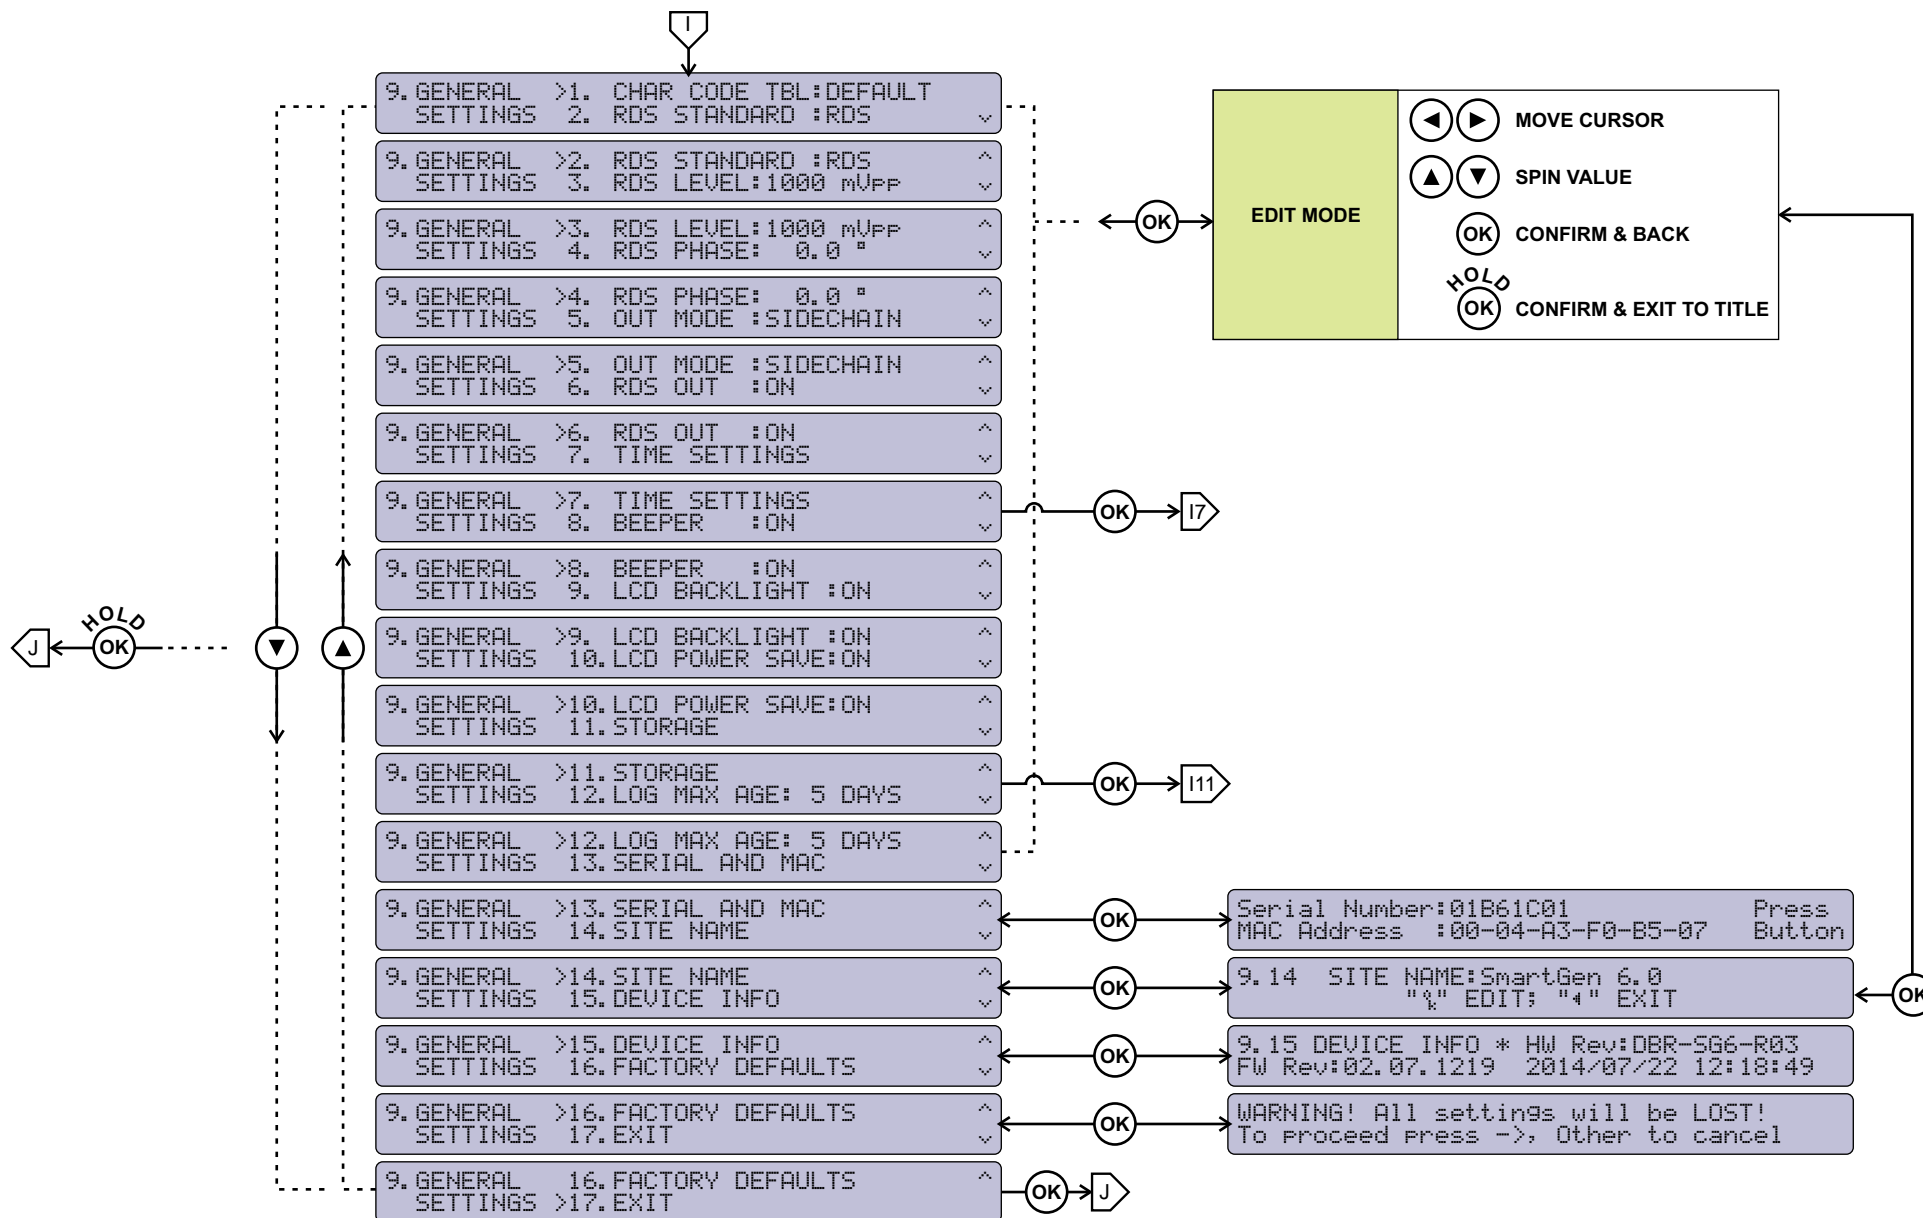 I
9.GENERAL >1. CHAR CODE TBL:DEFAULT
SETTINGS 2. RDS STANDARD :RDS
9.GENERAL >2. RDS STANDARD :RDS
SETTINGS 3. RDS LEVEL:1000 mVpp
9.GENERAL >3. RDS LEVEL:1000 mVpp
SETTINGS 4. RDS PHASE: 0.0 °
9.GENERAL >4. RDS PHASE: 0.0 °
SETTINGS 5. OUT MODE :SIDECHAIN
9.GENERAL >5. OUT MODE :SIDECHAIN
SETTINGS 6. RDS OUT :ON
9.GENERAL >6. RDS OUT :ON
SETTINGS 7. TIME SETTINGS
9.GENERAL >7. TIME SETTINGS
SETTINGS 8. BEEPER :ON
OK I7
9.GENERAL >8. BEEPER :ON
SETTINGS 9. LCD BACKLIGHT :ON
9.GENERAL >9. LCD BACKLIGHT :ON
SETTINGS 10.LCD POWER SAVE:ON
9.GENERAL >10.LCD POWER SAVE:ON
SETTINGS 11.STORAGE
9.GENERAL >11.STORAGE
SETTINGS 12.LOG MAX AGE: 5 DAYS
OK I11
9.GENERAL >12.LOG MAX AGE: 5 DAYS
SETTINGS 13.SERIAL AND MAC
9.GENERAL >13.SERIAL AND MAC
SETTINGS 14.SITE NAME
OK
Serial Number:01B61C01 Press
MAC Address :00-04-A3-F0-B5-07 Button
9.GENERAL >14.SITE NAME
SETTINGS 15.DEVICE INFO
OK
9.14 SITE NAME:SmartGen 6.0
"" EDIT; "" EXIT
OK
9.GENERAL >15.DEVICE INFO
SETTINGS 16.FACTORY DEFAULTS
OK
9.15 DEVICE INFO * HW Rev:DBR-SG6-R03
FW Rev:02.07.1219 2014/07/22 12:18:49
9.GENERAL >16.FACTORY DEFAULTS
SETTINGS 17.EXIT
OK
WARNING! All settings will be LOST!
To proceed press ->, Other to cancel
9.GENERAL 16.FACTORY DEFAULTS
SETTINGS >17.EXIT
OK J
J HOLD OK
OK
EDIT MODE
MOVE CURSOR
SPIN VALUE
OK CONFIRM & BACK
HOLD
OK CONFIRM & EXIT TO TITLE